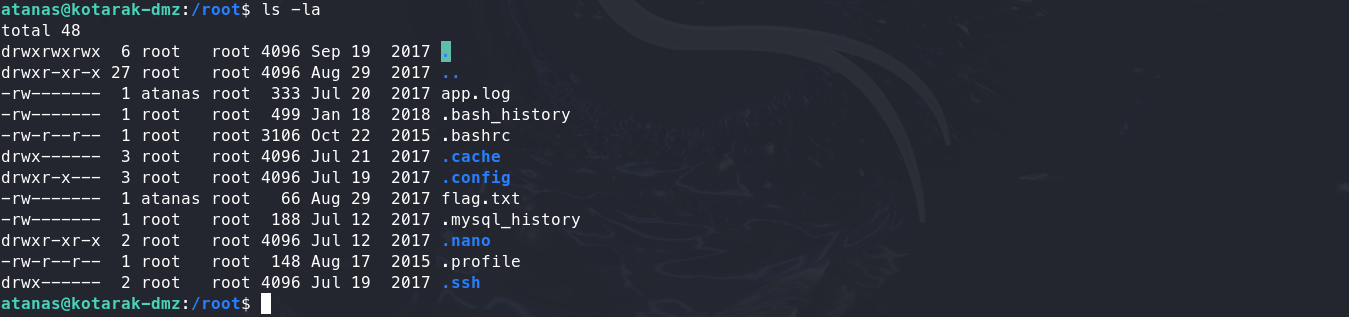 atanas@kotarak-dmz:/root$ ls -la
total 48
drwxrwxrwx  6 root   root 4096 Sep 19  2017 .
drwxr-xr-x 27 root   root 4096 Aug 29  2017 ..
-rw-------  1 atanas root  333 Jul 20  2017 app.log
-rw-------  1 root   root  499 Jan 18  2018 .bash_history
-rw-r--r--  1 root   root 3106 Oct 22  2015 .bashrc
drwx------  3 root   root 4096 Jul 21  2017 .cache
drwxr-x---  3 root   root 4096 Jul 19  2017 .config
-rw-------  1 atanas root   66 Aug 29  2017 flag.txt
-rw-------  1 root   root  188 Jul 12  2017 .mysql_history
drwxr-xr-x  2 root   root 4096 Jul 12  2017 .nano
-rw-r--r--  1 root   root  148 Aug 17  2015 .profile
drwx------  2 root   root 4096 Jul 19  2017 .ssh
atanas@kotarak-dmz:/root$